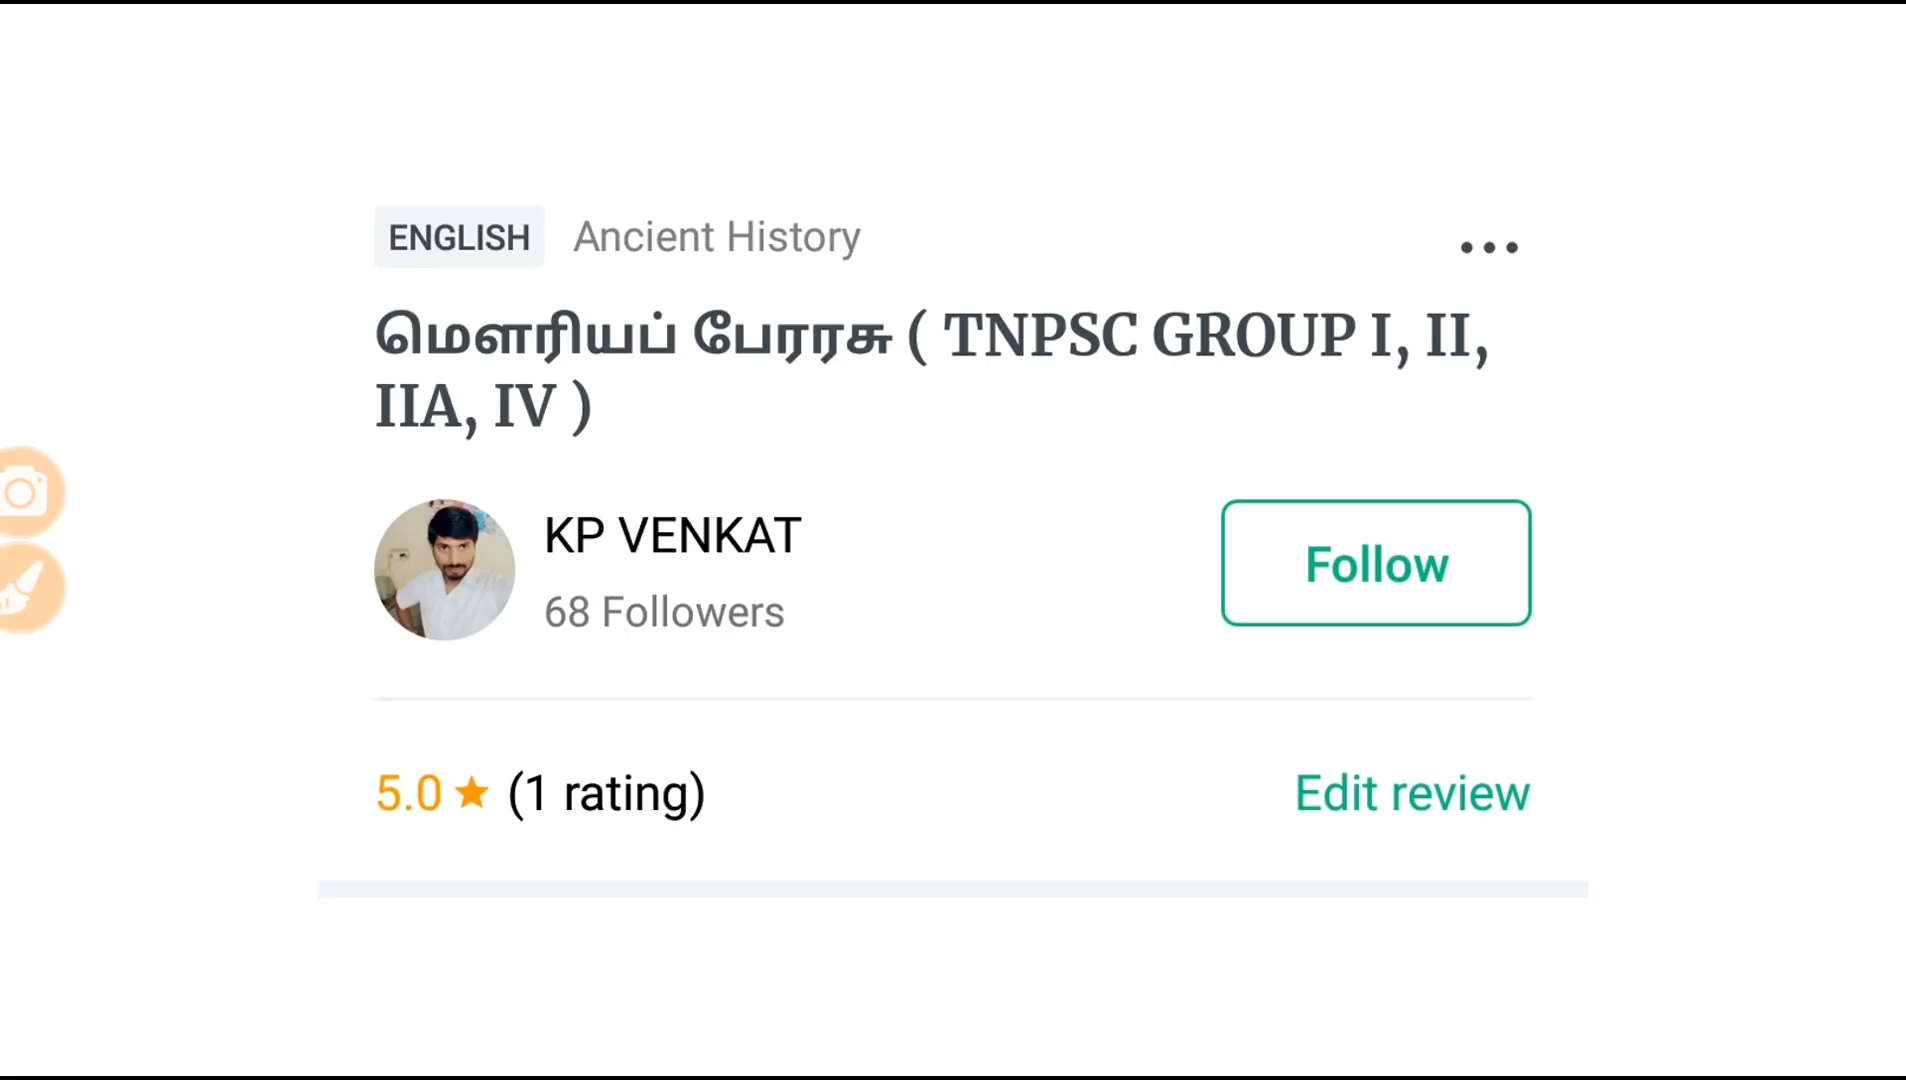 ENGLISH Ancient History
மௌரியப் பேரரசு ( TNPSC GROUP I, II,
IIA, IV )
KP VENKAT
68 Followers
Follow
5.0 ★ (1 rating)
Edit review